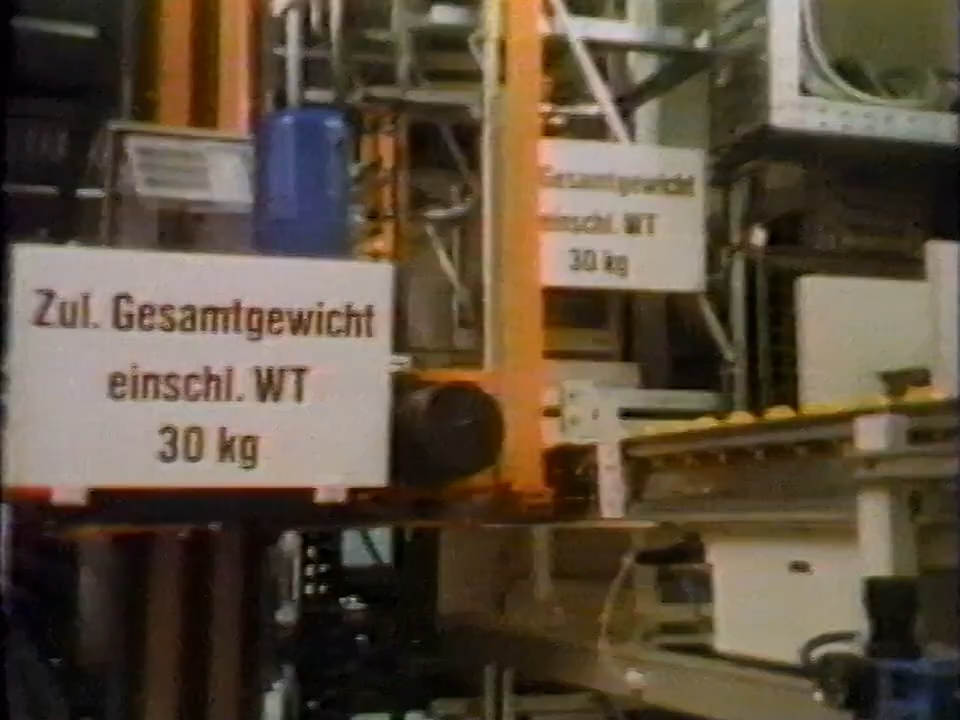 Zul. Gesamtgewicht
einschl. WT
30 kg
Gesamtgewicht
einschl. WT
30 kg